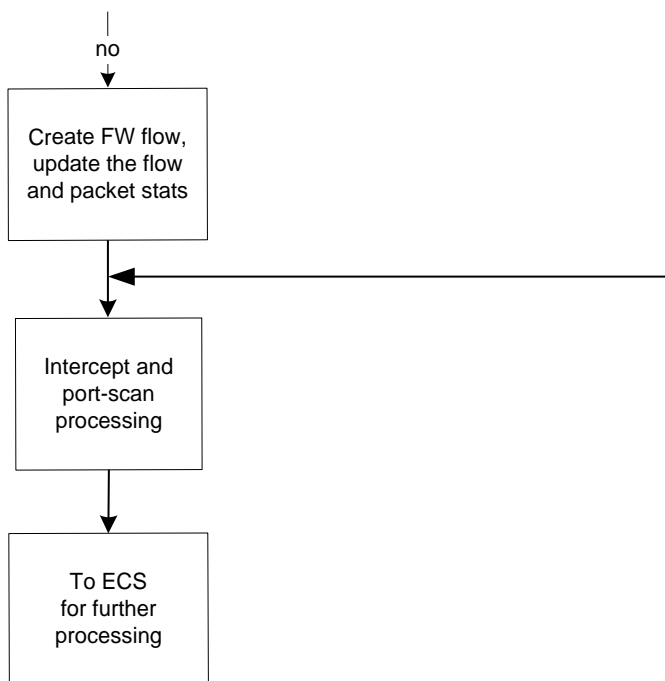 no
Create FW flow,
update the flow
and packet stats
Intercept and
port-scan
processing
To ECS
for further
processing